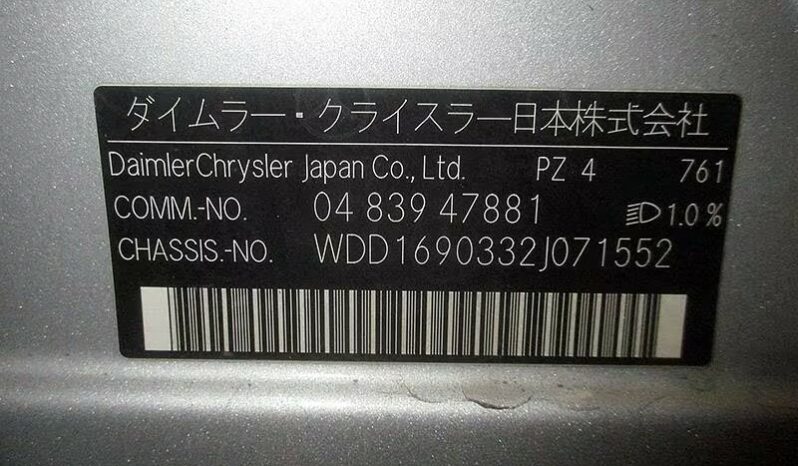 ダイムラー・クライスラー日本株式会社
DaimlerChrysler Japan Co., Ltd. PZ 4 761
COMM.-NO. 04 839 47881 1.0 %
CHASSIS.-NO. WDD1690332J071552